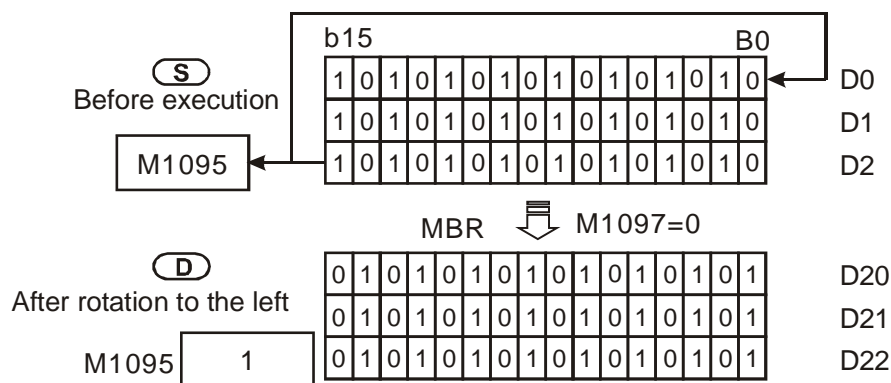 b15 B0
S
Before execution
1 0 1 0 1 0 1 0 1 0 1 0 1 0 1 0 D0
1 0 1 0 1 0 1 0 1 0 1 0 1 0 1 0 D1
M1095 1 0 1 0 1 0 1 0 1 0 1 0 1 0 1 0 D2
MBR M1097=0
D
After rotation to the left
0 1 0 1 0 1 0 1 0 1 0 1 0 1 0 1 D20
0 1 0 1 0 1 0 1 0 1 0 1 0 1 0 1 D21
M1095 1 0 1 0 1 0 1 0 1 0 1 0 1 0 1 0 1 D22